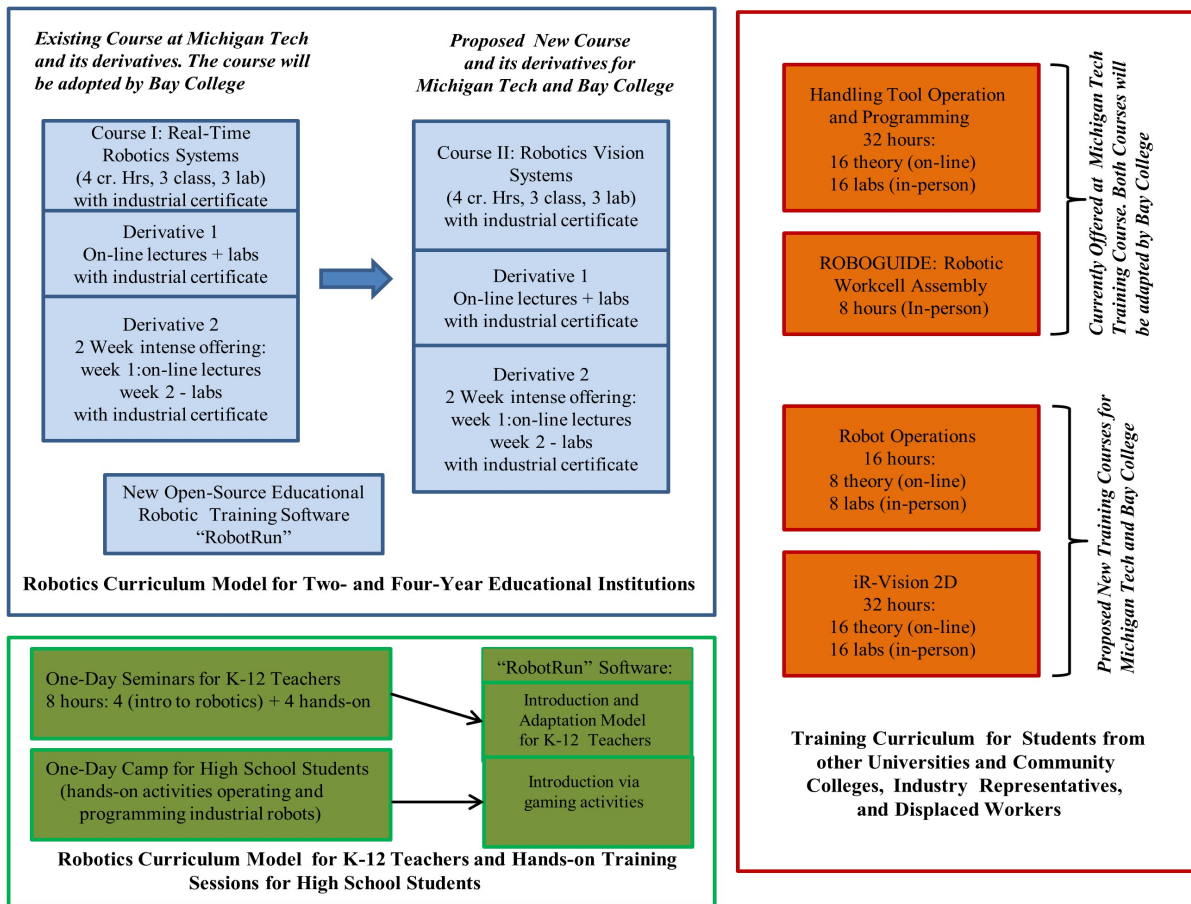 Existing Course at Michigan Tech
and its derivatives. The course will
be adopted by Bay College
Course I: Real-Time
Robotics Systems
(4 cr. Hrs, 3 class, 3 lab)
with industrial certificate
Derivative 1
On-line lectures + labs
with industrial certificate
Derivative 2
2 Week intense offering:
week 1:on-line lectures
week 2 - labs
with industrial certificate
Proposed New Course
and its derivatives for
Michigan Tech and Bay College
Course II: Robotics Vision
Systems
(4 cr. Hrs, 3 class, 3 lab)
with industrial certificate
Derivative 1
On-line lectures + labs
with industrial certificate
Derivative 2
2 Week intense offering:
week 1:on-line lectures
week 2 - labs
with industrial certificate
New Open-Source Educational
Robotic Training Software
“RobotRun”
Robotics Curriculum Model for Two- and Four-Year Educational Institutions
One-Day Seminars for K-12 Teachers
8 hours: 4 (intro to robotics) + 4 hands-on
One-Day Camp for High School Students
(hands-on activities operating and
programming industrial robots)
“RobotRun” Software:
Introduction and
Adaptation Model
for K-12 Teachers
Introduction via
gaming activities
Robotics Curriculum Model for K-12 Teachers and Hands-on Training
Sessions for High School Students
Handling Tool Operation
and Programming
32 hours:
16 theory (on-line)
16 labs (in-person)
ROBOGUIDE: Robotic
Workcell Assembly
8 hours (In-person)
Currently Offered at Michigan Tech
Training Course. Both Courses will
be adapted by Bay College
Robot Operations
16 hours:
8 theory (on-line)
8 labs (in-person)
iR-Vision 2D
32 hours:
16 theory (on-line)
16 labs (in-person)
Proposed New Training Courses for
Michigan Tech and Bay College
Training Curriculum for Students from
other Universities and Community
Colleges, Industry Representatives,
and Displaced Workers